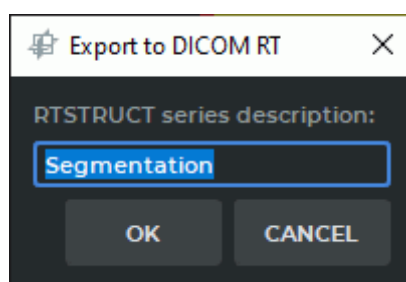 Export to DICOM RT
RTSTRUCT series description:
Segmentation
OK CANCEL